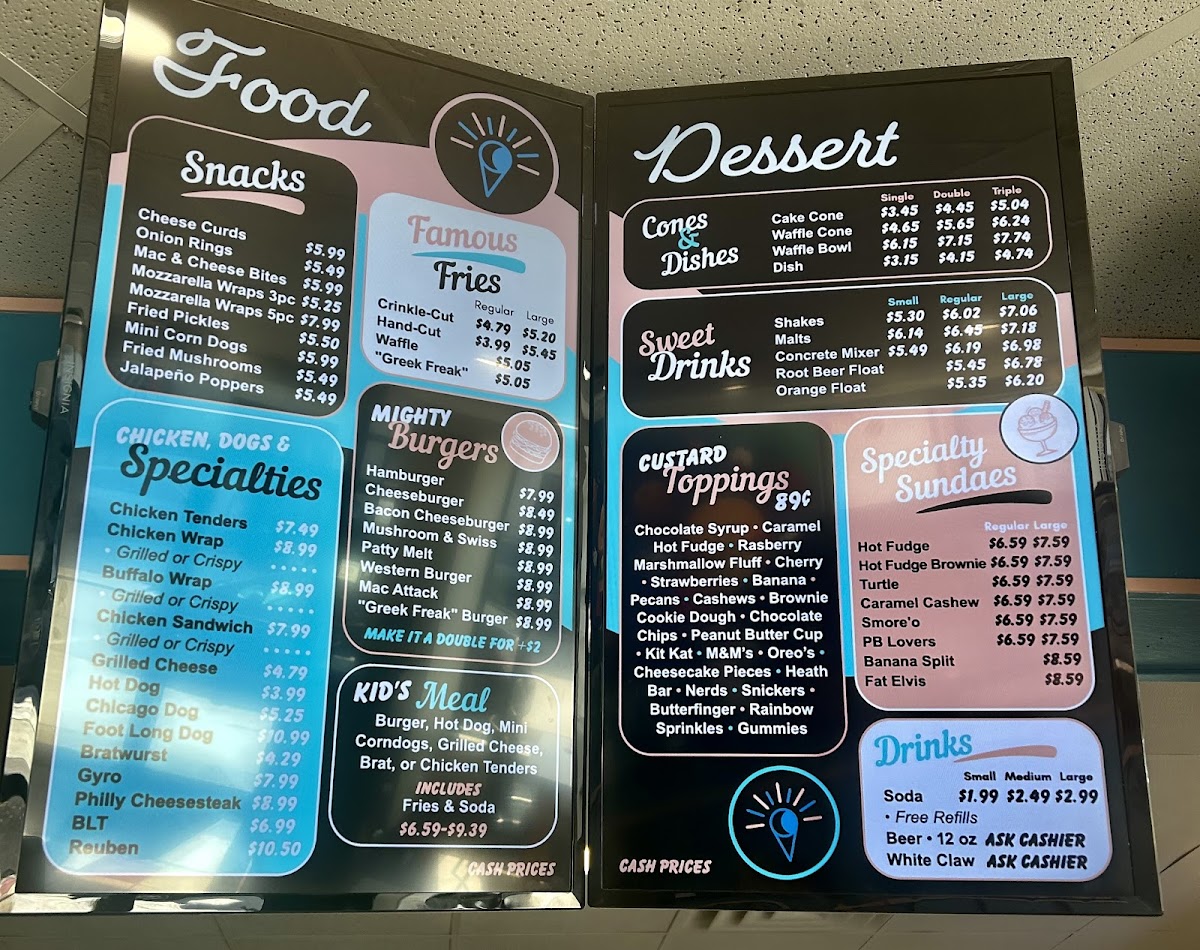 Food
Snacks
Cheese Curds $5.99
Onion Rings $5.49
Mac & Cheese Bites $5.99
Mozzarella Wraps 3pc $5.25
Mozzarella Wraps 5pc $7.99
Fried Pickles $5.50
Mini Corn Dogs $5.99
Fried Mushrooms $5.49
Jalapeño Poppers $5.49
Famous
Fries
Regular Large
Crinkle-Cut $4.79 $5.20
Hand-Cut $3.99 $5.45
Waffle $5.05
"Greek Freak" $5.05
CHICKEN, DOGS &
Specialties
Chicken Tenders $7.49
Chicken Wrap $8.99
• Grilled or Crispy .....
Buffalo Wrap $8.99
• Grilled or Crispy .....
Chicken Sandwich $7.99
• Grilled or Crispy .....
Grilled Cheese $4.79
Hot Dog $3.99
Chicago Dog $5.25
Foot Long Dog $10.99
Bratwurst $4.29
Gyro $7.99
Philly Cheesesteak $8.99
BLT $6.99
Reuben $10.50
MIGHTY
Burgers
Hamburger $7.99
Cheeseburger $8.49
Bacon Cheeseburger $8.99
Mushroom & Swiss $8.99
Patty Melt $8.99
Western Burger $8.99
Mac Attack $8.99
"Greek Freak" Burger $8.99
MAKE IT A DOUBLE FOR +$2
KID'S Meal
Burger, Hot Dog, Mini
Corndogs, Grilled Cheese,
Brat, or Chicken Tenders
INCLUDES
Fries & Soda
$6.59-$9.39
CASH PRICES
Dessert
Cones
&
Dishes
Single Double Triple
Cake Cone $3.45 $4.45 $5.04
Waffle Cone $4.65 $5.65 $6.24
Waffle Bowl $6.15 $7.15 $7.74
Dish $3.15 $4.15 $4.74
Sweet
Drinks
Small Regular Large
Shakes $5.30 $6.02 $7.06
Malts $6.14 $6.45 $7.18
Concrete Mixer $5.49 $6.19 $6.98
Root Beer Float $5.45 $6.78
Orange Float $5.35 $6.20
CUSTARD
Toppings
89¢
Chocolate Syrup • Caramel
Hot Fudge • Rasberry
Marshmallow Fluff • Cherry
• Strawberries • Banana •
Pecans • Cashews • Brownie
Cookie Dough • Chocolate
Chips • Peanut Butter Cup
• Kit Kat • M&M's • Oreo's •
Cheesecake Pieces • Heath
Bar • Nerds • Snickers •
Butterfinger • Rainbow
Sprinkles • Gummies
Specialty
Sundaes
Regular Large
Hot Fudge $6.59 $7.59
Hot Fudge Brownie $6.59 $7.59
Turtle $6.59 $7.59
Caramel Cashew $6.59 $7.59
Smore'o $6.59 $7.59
PB Lovers $6.59 $7.59
Banana Split $8.59
Fat Elvis $8.59
Drinks
Small Medium Large
Soda $1.99 $2.49 $2.99
• Free Refills
Beer • 12 oz ASK CASHIER
White Claw ASK CASHIER
CASH PRICES